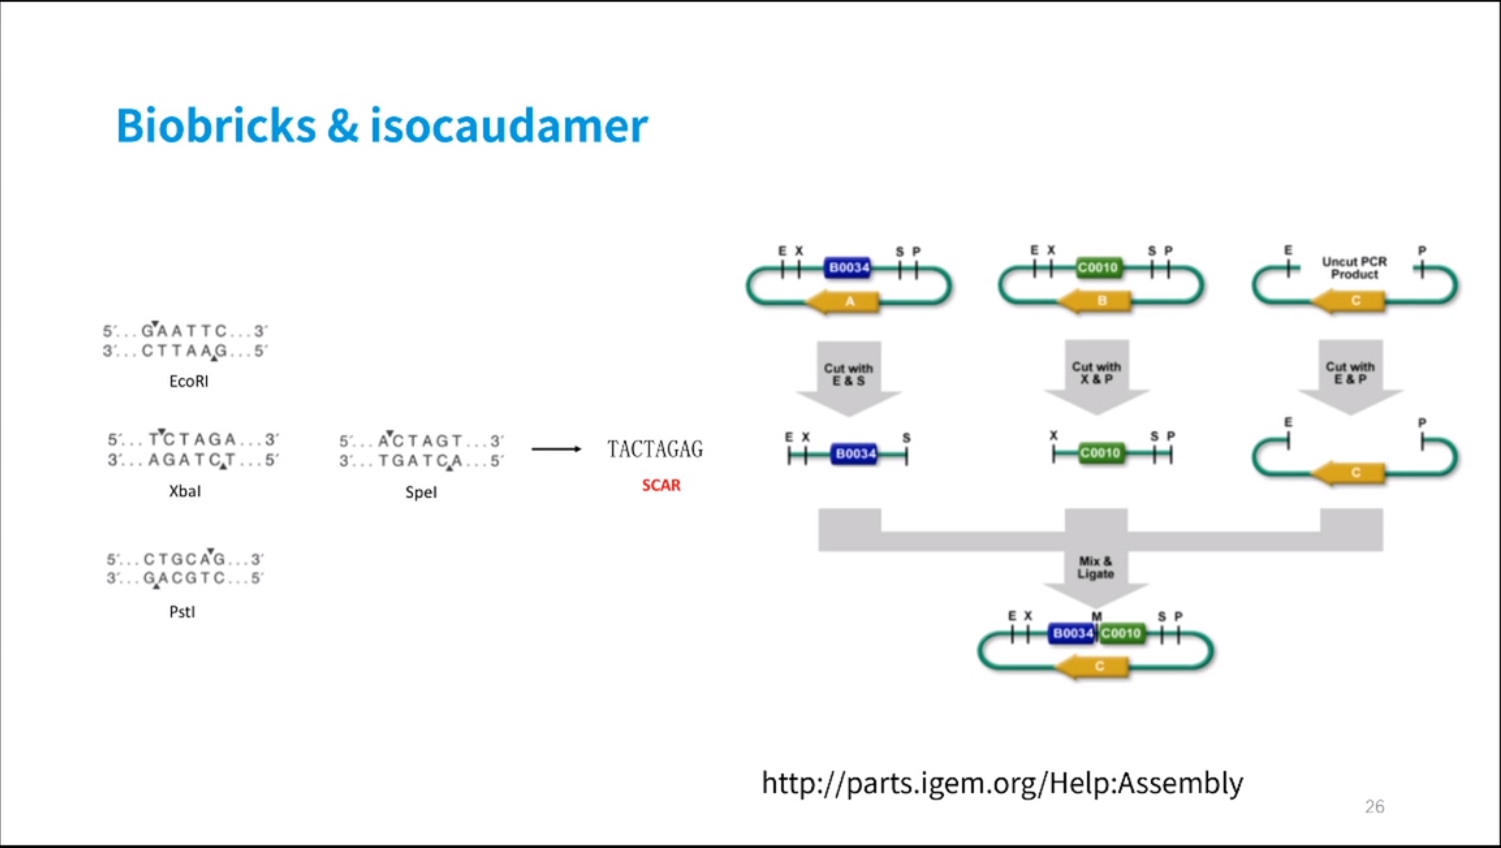 Biobricks & isocaudamer
5′...GAATTC...3′
3′...CTTAAG...5′
EcoRI
5′...TCTAGA...3′
3′...AGATCT...5′
XbaI
5′...ACTAGT...3′
3′...TGATCA...5′
SpeI
TACTAGAG
SCAR
5′...CTGCAG...3′
3′...GACGTC...5′
PstI
E X B0034 S P
A
E X C0010 S P
B
E Uncut PCR P
Product
C
Cut with
E & S
Cut with
X & P
Cut with
E & P
E X B0034 S
X C0010 S P
E P
C
Mix &
Ligate
E X M S P
B0034 C0010
C
http://parts.igem.org/Help:Assembly
26